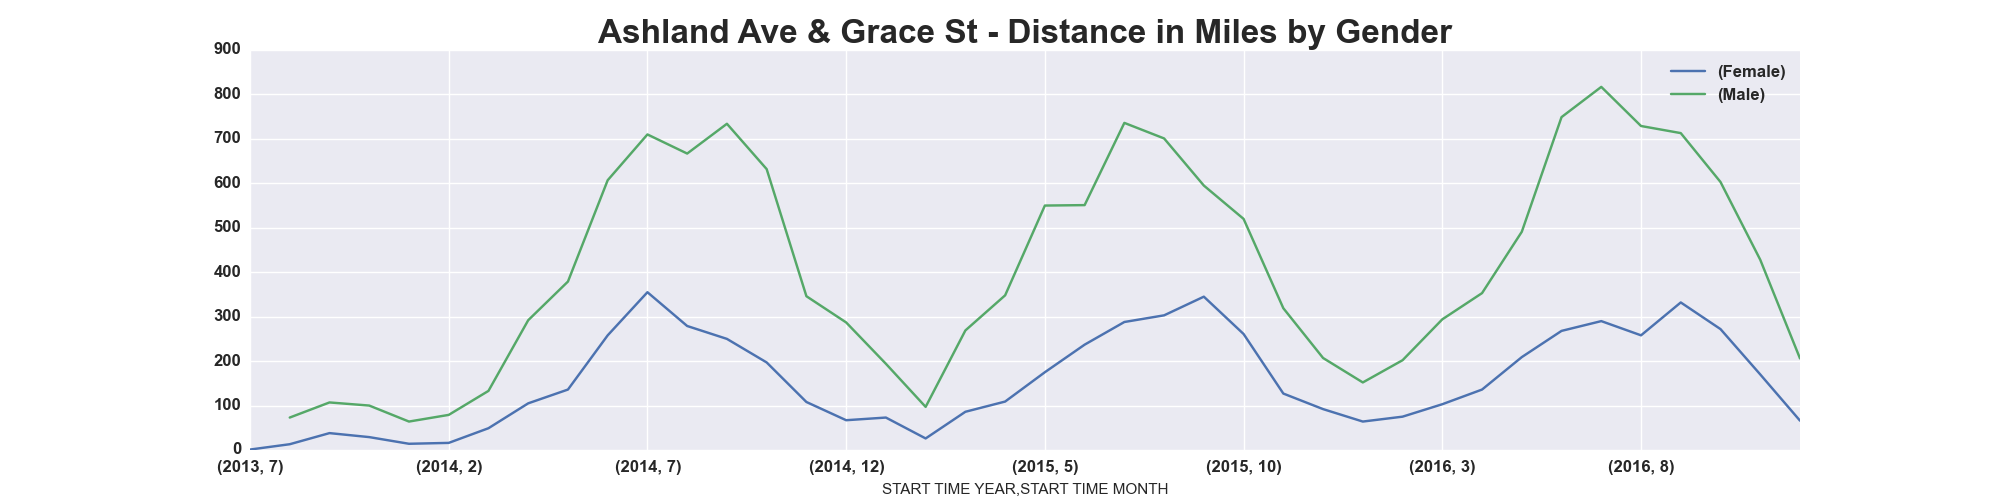 Ashland Ave & Grace St - Distance in Miles by Gender
900
800
700
600
500
400
300
200
100
0
(Female)
(Male)
(2013, 7) (2014, 2) (2014, 7) (2014, 12) (2015, 5) (2015, 10) (2016, 3) (2016, 8)
START TIME YEAR,START TIME MONTH